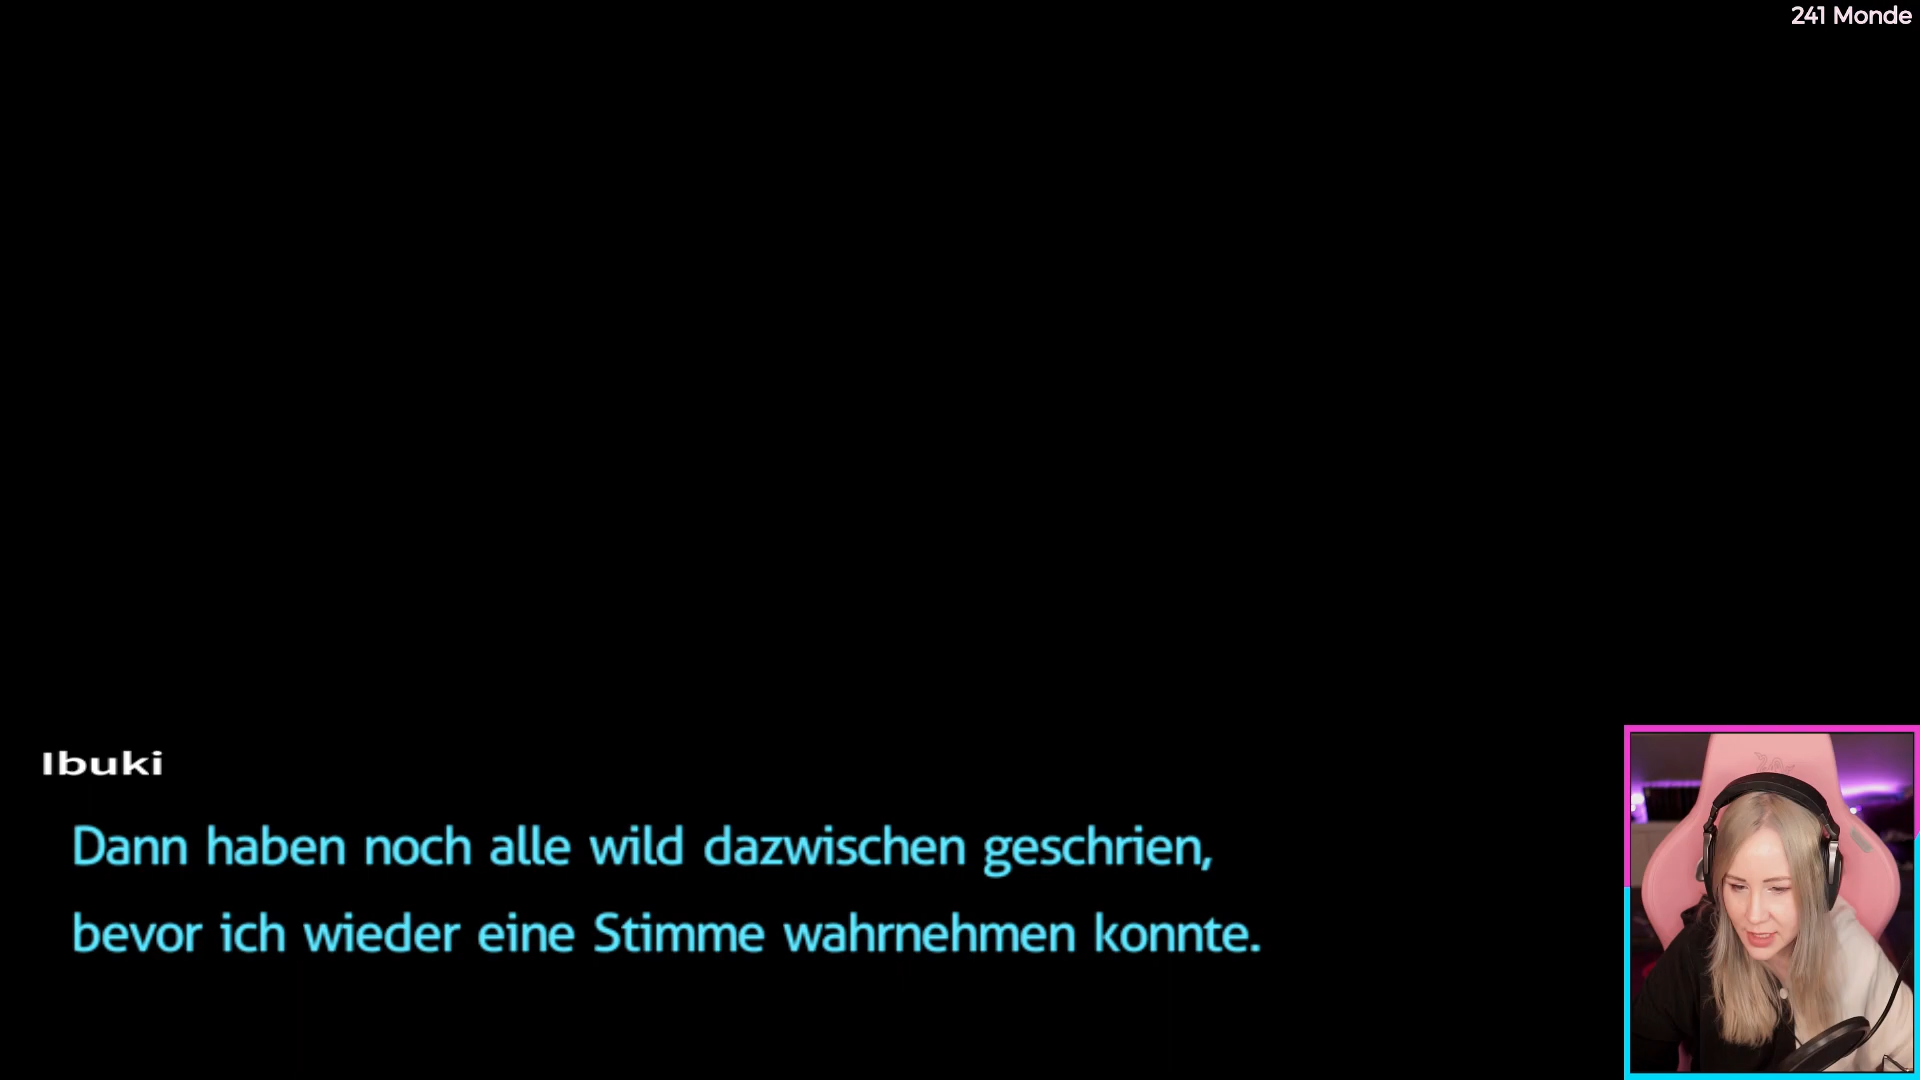 241 Monde
Ibuki
Dann haben noch alle wild dazwischen geschrien,
bevor ich wieder eine Stimme wahrnehmen konnte.